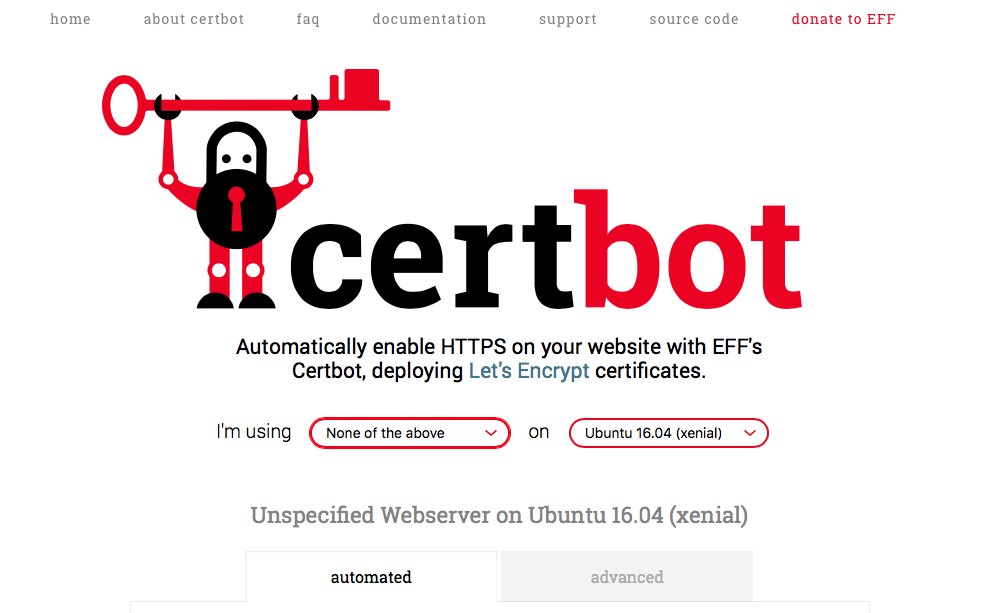 home about certbot faq documentation support source code donate to EFF
certbot
Automatically enable HTTPS on your website with EFF's
Certbot, deploying Let's Encrypt certificates.
I'm using None of the above on Ubuntu 16.04 (xenial)
Unspecified Webserver on Ubuntu 16.04 (xenial)
automated advanced